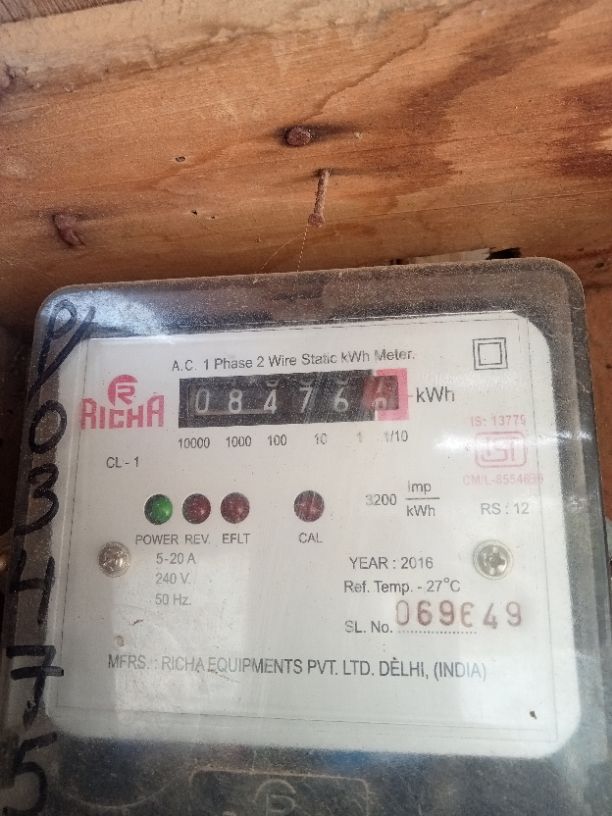 A.C. 1 Phase 2 Wire Static kWh Meter.
R
RICHA
08476 kWh
10000 1000 100 10 1 1/10
IS: 13779
ISI
CL - 1
3200 Imp/kWh
RS : 12
POWER REV. EFLT CAL
5-20 A
240 V.
50 Hz.
YEAR : 2016
Ref. Temp. - 27°C
SL. No.
MFRS. : RICHA EQUIPMENTS PVT. LTD. DELHI, (INDIA)
03475